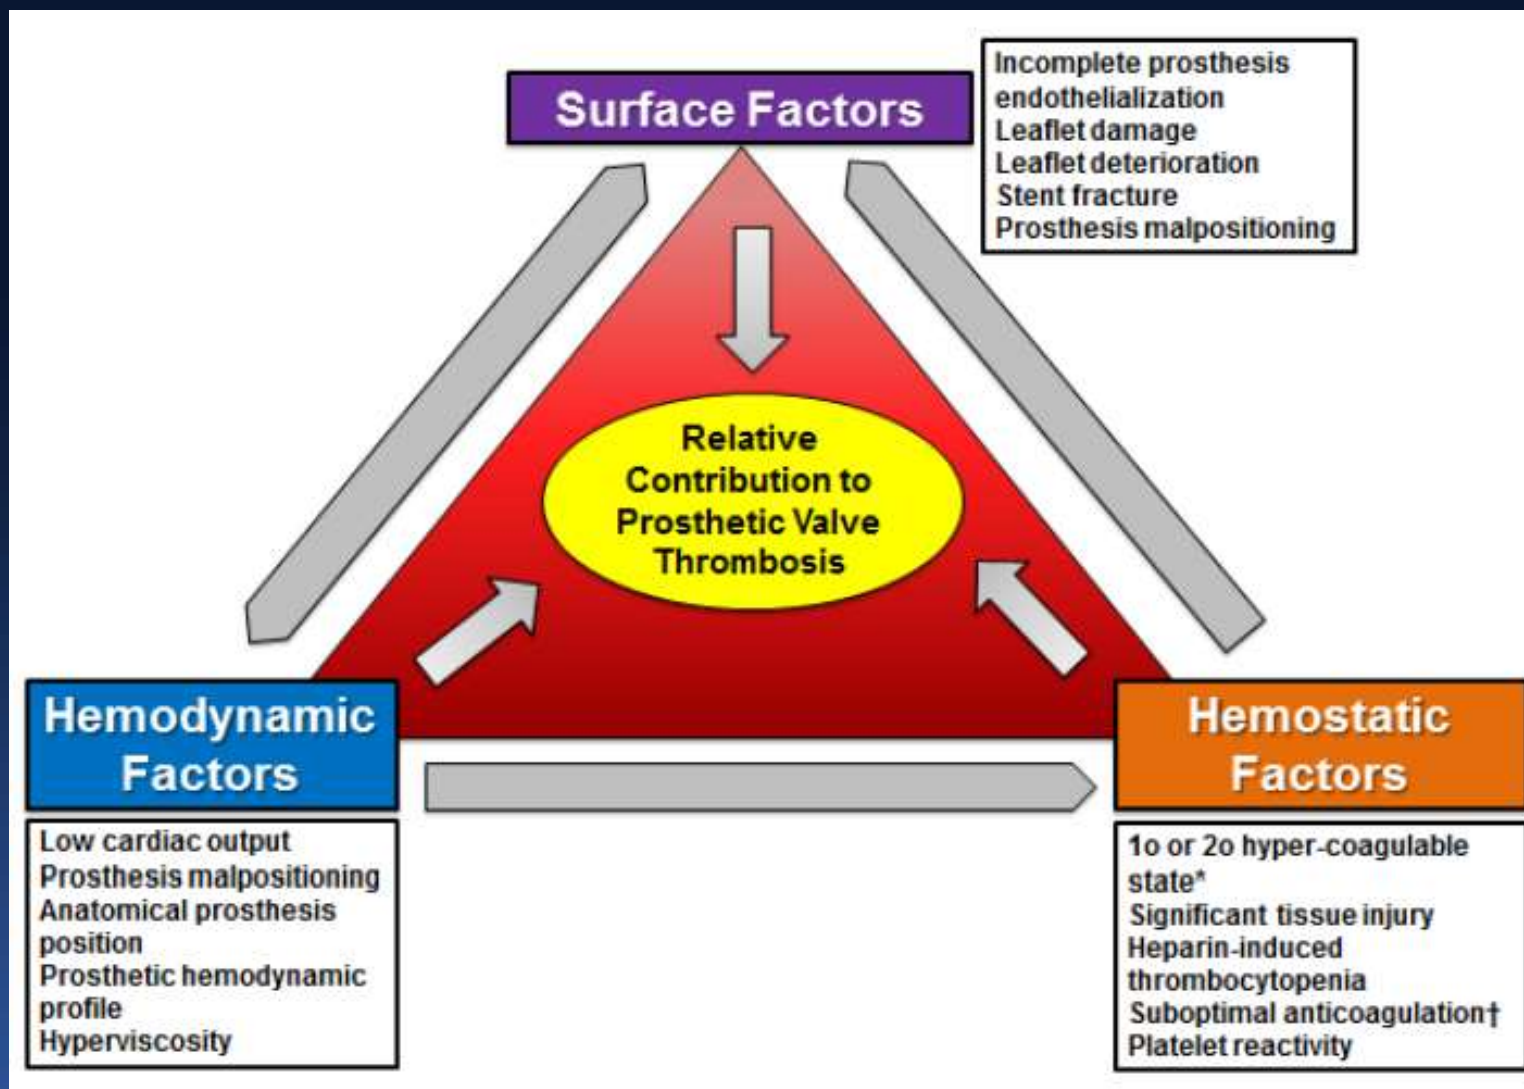 Surface Factors
Incomplete prosthesis
endothelialization
Leaflet damage
Leaflet deterioration
Stent fracture
Prosthesis malpositioning
Relative
Contribution to
Prosthetic Valve
Thrombosis
Hemodynamic
Factors
Low cardiac output
Prosthesis malpositioning
Anatomical prosthesis
position
Prosthetic hemodynamic
profile
Hyperviscosity
Hemostatic
Factors
1o or 2o hyper-coagulable
state*
Significant tissue injury
Heparin-induced
thrombocytopenia
Suboptimal anticoagulation†
Platelet reactivity